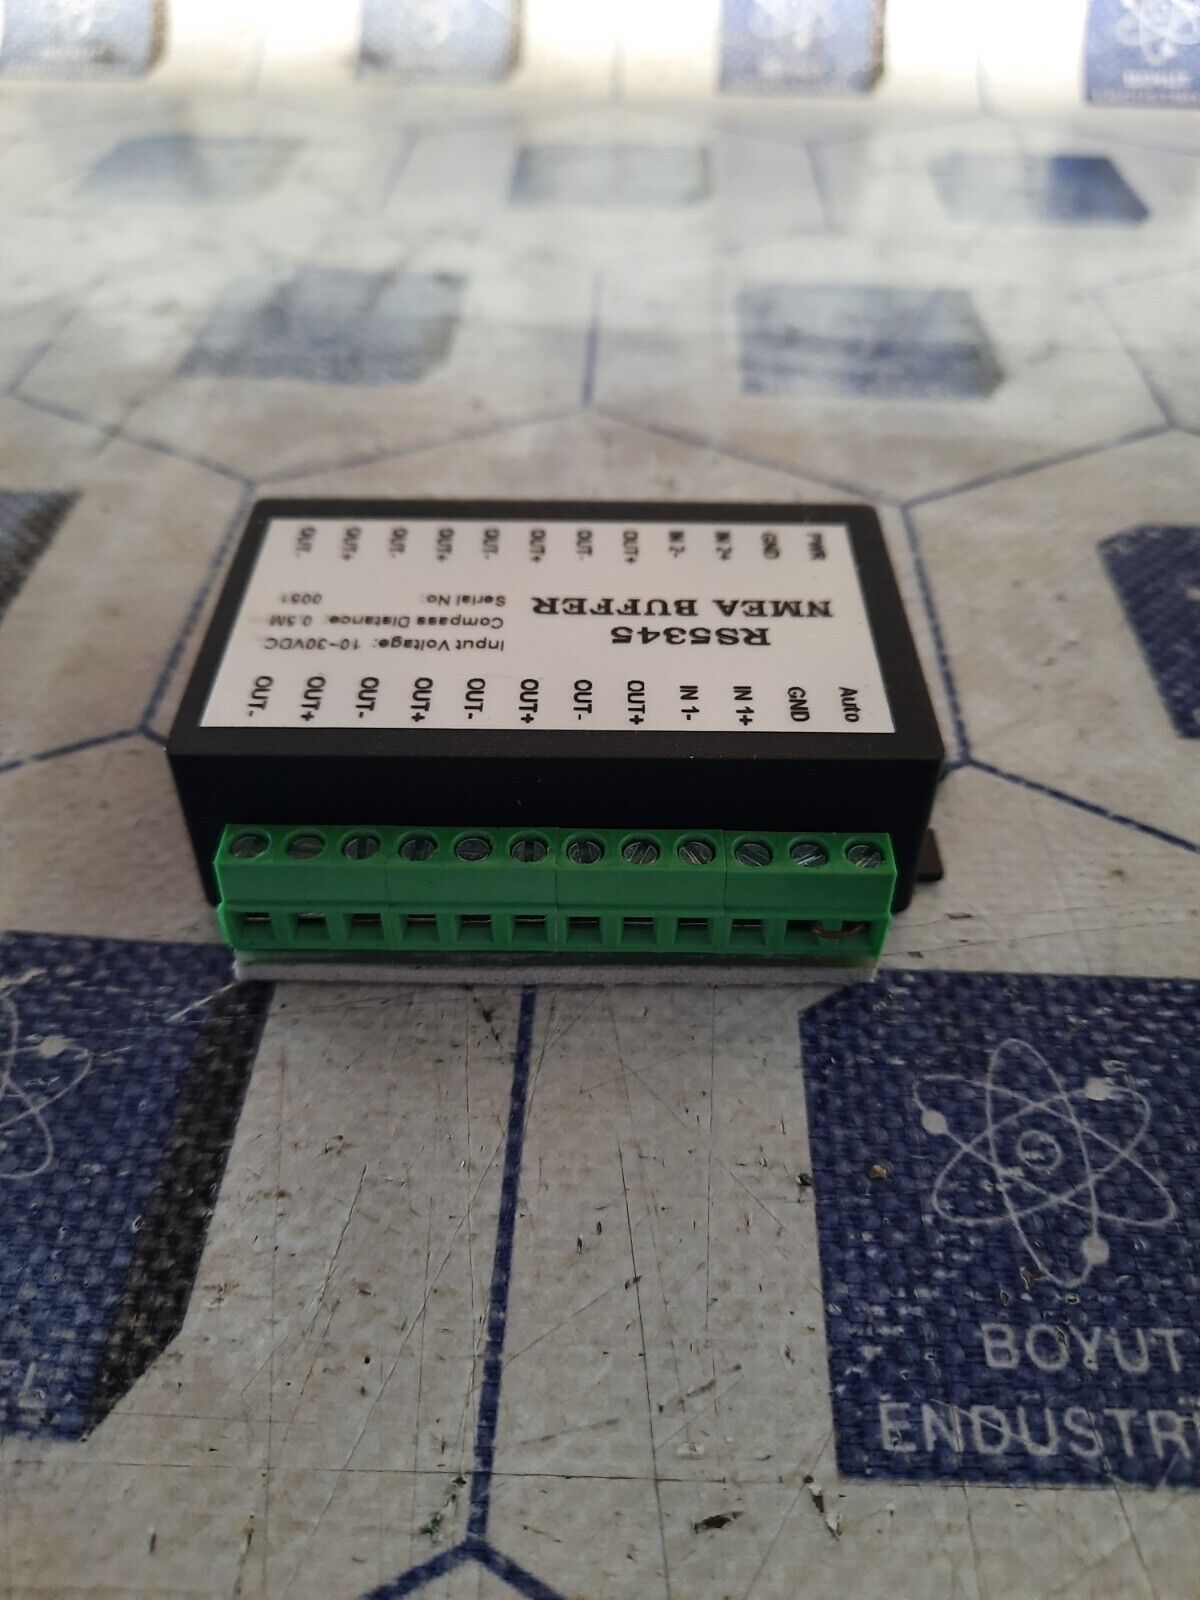 Auto GND IN 1+ IN 1- OUT+ OUT- OUT+ OUT- OUT+ OUT- OUT+ OUT-
RS5345
NMEA BUFFER
Input Voltage: 10~30VDC
Compass Distance: 0.5M
Serial No: 0051
PWR GND IN 2+ IN 2- OUT+ OUT- OUT+ OUT- OUT+ OUT- OUT+ OUT-
BOYUT
BOYUT
ENDUSTRİ